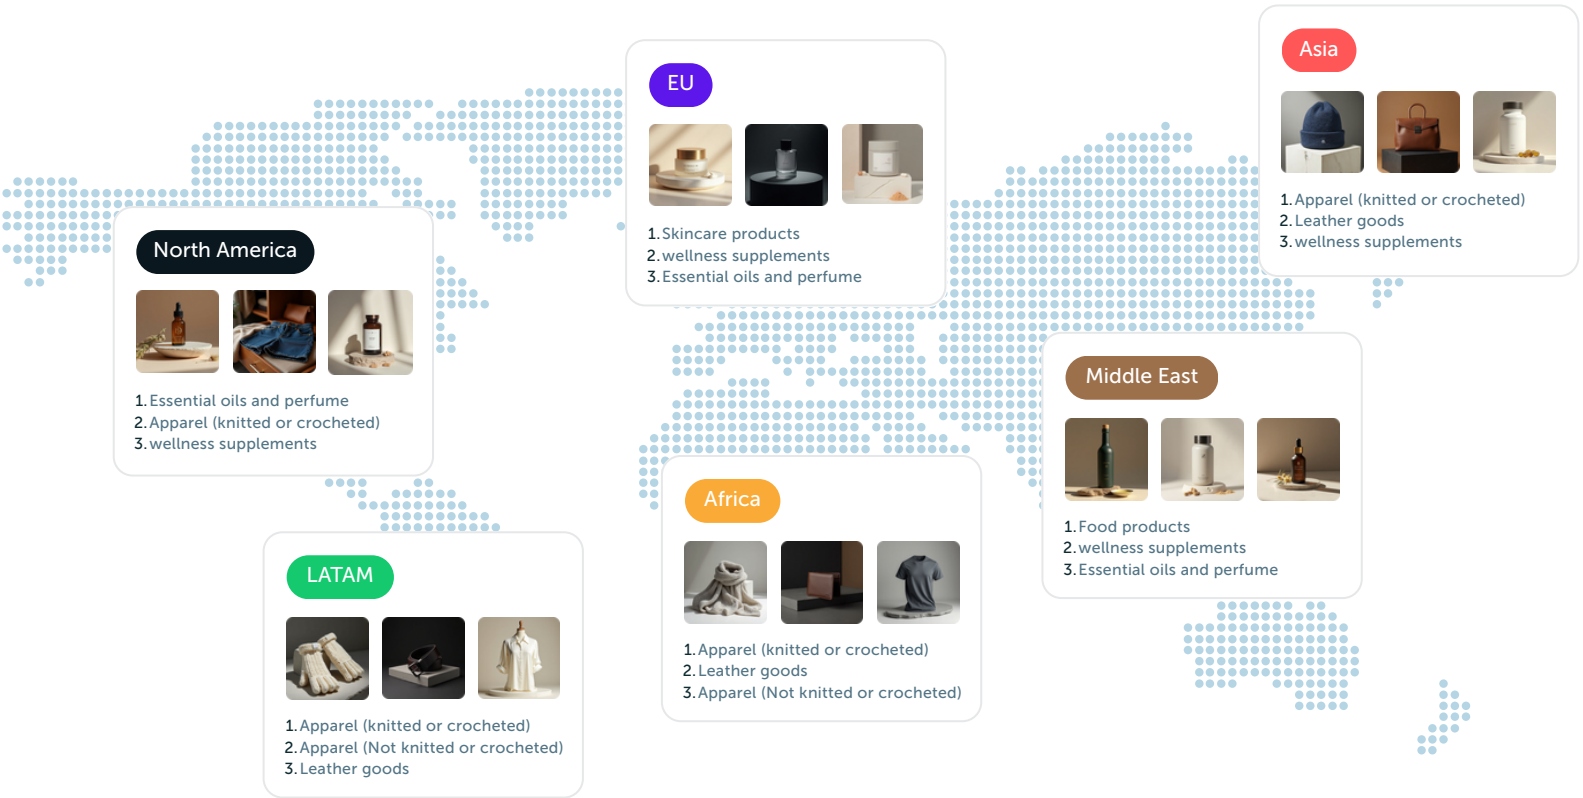 North America
1. Essential oils and perfume
2. Apparel (knitted or crocheted)
3. wellness supplements
LATAM
1. Apparel (knitted or crocheted)
2. Apparel (Not knitted or crocheted)
3. Leather goods
EU
1. Skincare products
2. wellness supplements
3. Essential oils and perfume
Africa
1. Apparel (knitted or crocheted)
2. Leather goods
3. Apparel (Not knitted or crocheted)
Middle East
1. Food products
2. wellness supplements
3. Essential oils and perfume
Asia
1. Apparel (knitted or crocheted)
2. Leather goods
3. wellness supplements